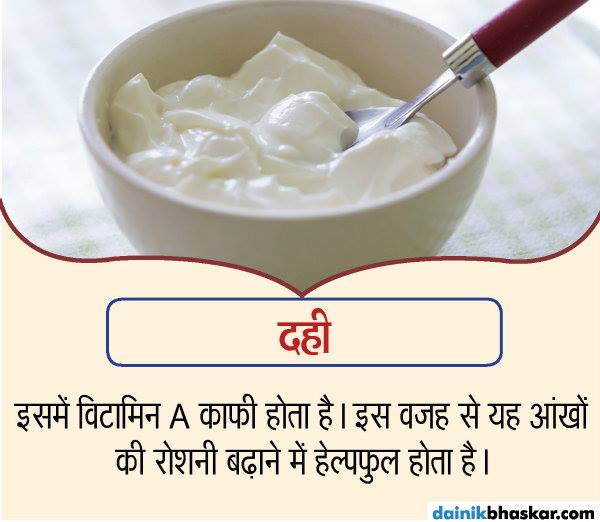 दही
इसमें विटामिन A काफी होता है। इस वजह से यह आंखों
की रोशनी बढ़ाने में हेल्पफुल होता है।
dainikbhaskar.com